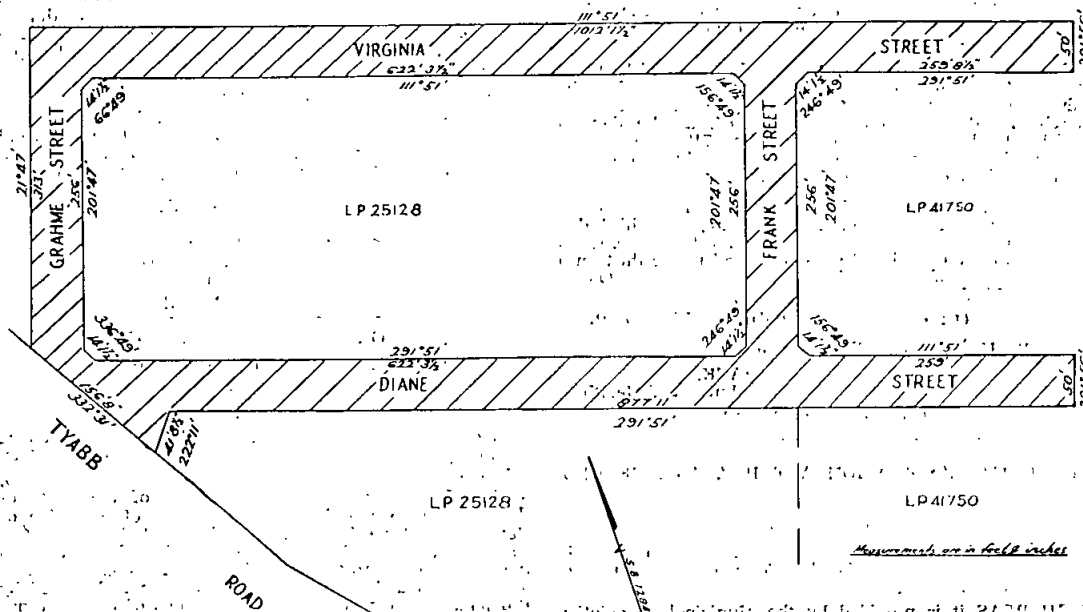 111°51'
1012'1½"
VIRGINIA
STREET
622'3½"
111°51'
259'8½"
291°51'
50'
14'1½
66°49'
14'1½
156°49'
14'1½
246°49'
21°47'
313'
GRAHME STREET
256'
201°47'
LP 25128
201°47'
256'
FRANK STREET
256'
201°47'
LP 41750
336°49'
14'1½"
246°49'
14'1½
156°49'
14'1½"
291°51'
622'3½"
111°51'
259'
DIANE
STREET
50'
877'11"
291°51'
156'8"
332°31'
41'8½
222°11'
TYABB
ROAD
LP 25128
LP 41750
Measurements are in feet & inches